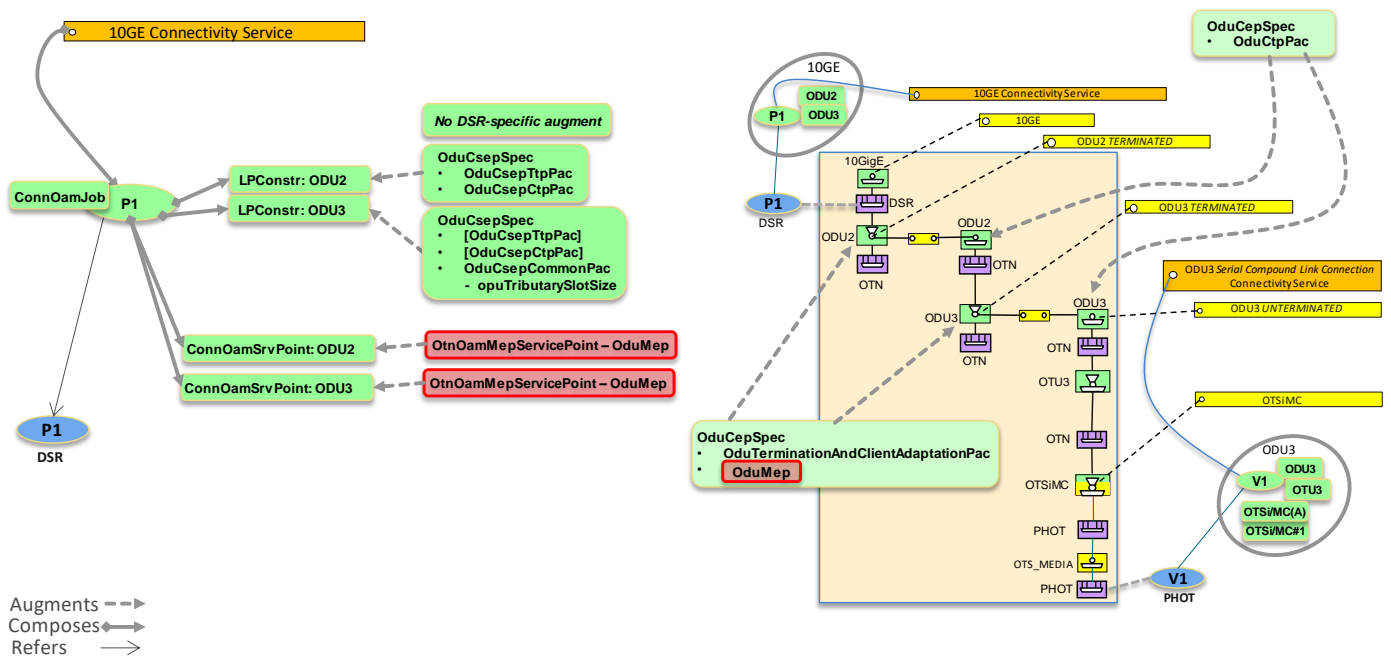 10GE Connectivity Service
No DSR-specific augment
OduCsepSpec
• OduCsepTtpPac
• OduCsepCtpPac
LPConstr: ODU2
LPConstr: ODU3
ConnOamJob
P1
OduCsepSpec
• [OduCsepTtpPac]
• [OduCsepCtpPac]
• OduCsepCommonPac
- opuTributarySlotSize
ConnOamSrvPoint: ODU2
OtnOamMepServicePoint – OduMep
ConnOamSrvPoint: ODU3
OtnOamMepServicePoint – OduMep
P1
DSR
Augments
Composes
Refers
OduCepSpec
• OduCtpPac
10GE
ODU2
ODU3
P1
10GE Connectivity Service
10GE
ODU2 TERMINATED
10GigE
P1
DSR
DSR
ODU3 TERMINATED
ODU2
ODU2
OTN
OTN
ODU3 Serial Compound Link Connection
Connectivity Service
ODU3
ODU3
ODU3 UNTERMINATED
OTN
OTN
OTU3
OTSiMC
OduCepSpec
• OduTerminationAndClientAdaptationPac
• OduMep
OTN
ODU3
ODU3
V1
OTU3
OTSi/MC(A)
OTSi/MC#1
OTSiMC
PHOT
OTS_MEDIA
PHOT
V1
PHOT